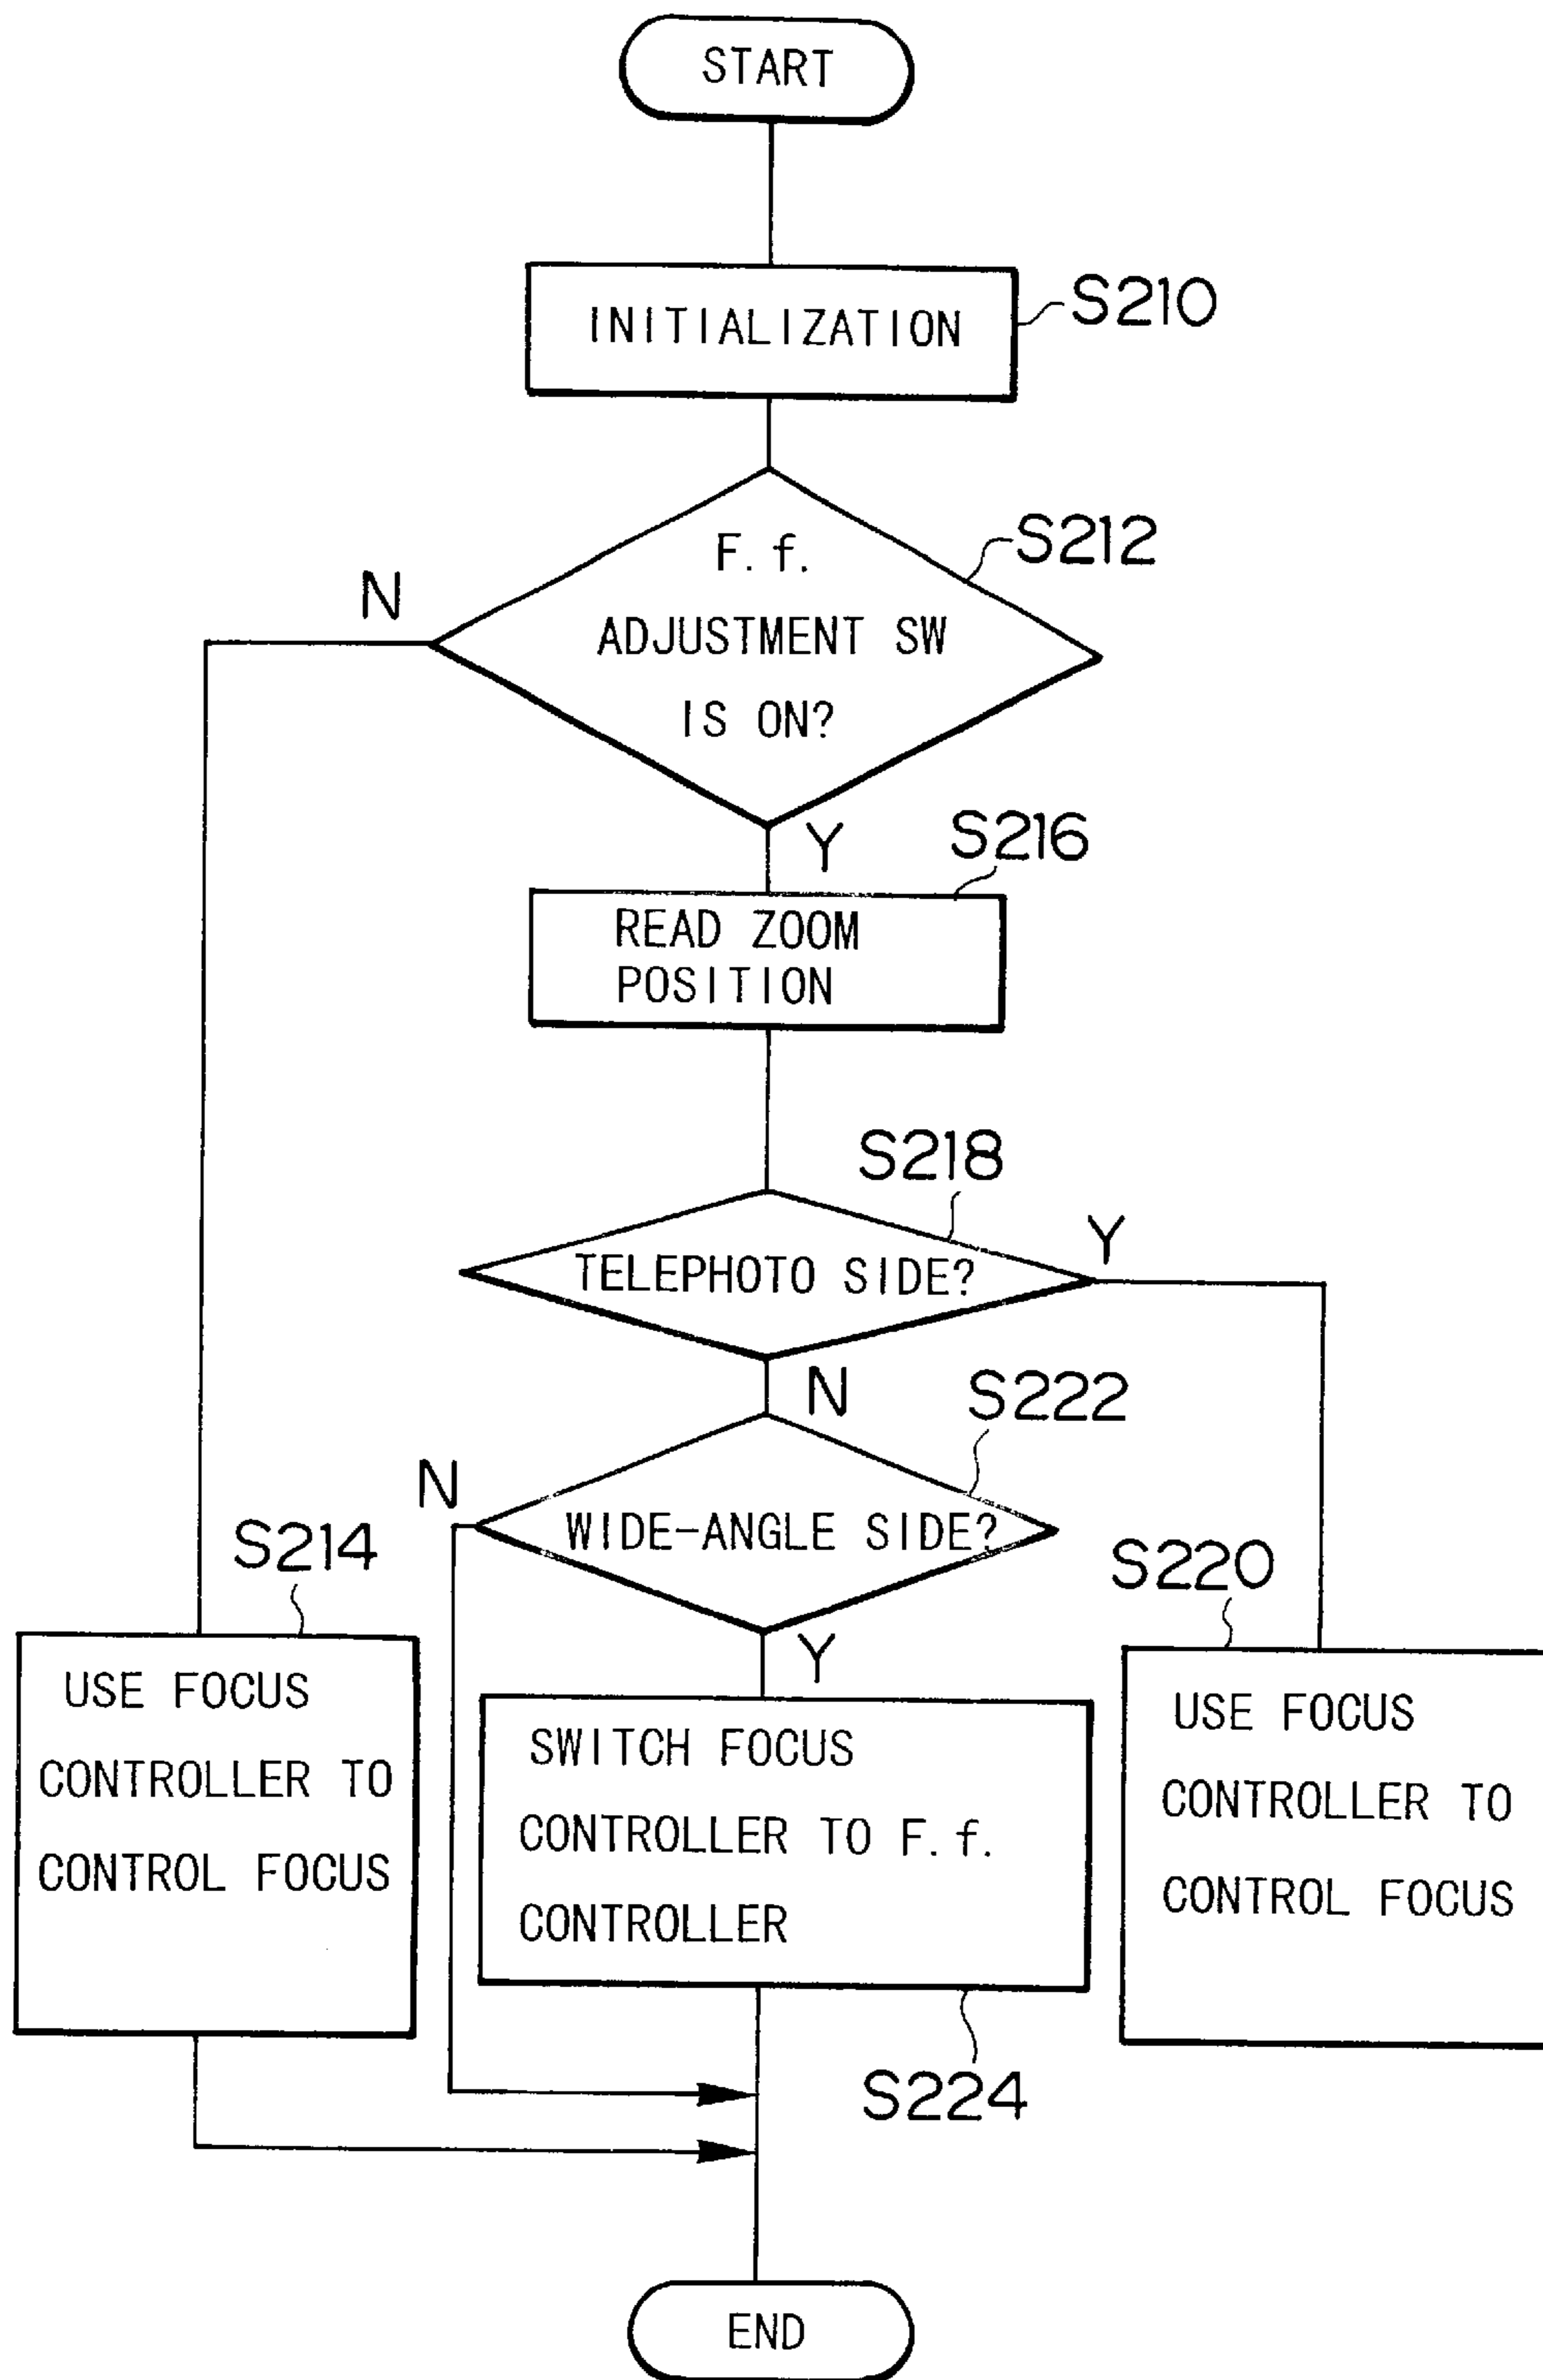 START
INITIALIZATION
S210
F.f.
ADJUSTMENT SW
IS ON?
S212
N
Y
S216
READ ZOOM
POSITION
S218
TELEPHOTO SIDE?
Y
N
S222
WIDE-ANGLE SIDE?
N
Y
S214
USE FOCUS
CONTROLLER TO
CONTROL FOCUS
SWITCH FOCUS
CONTROLLER TO F.f.
CONTROLLER
S224
S220
USE FOCUS
CONTROLLER TO
CONTROL FOCUS
END